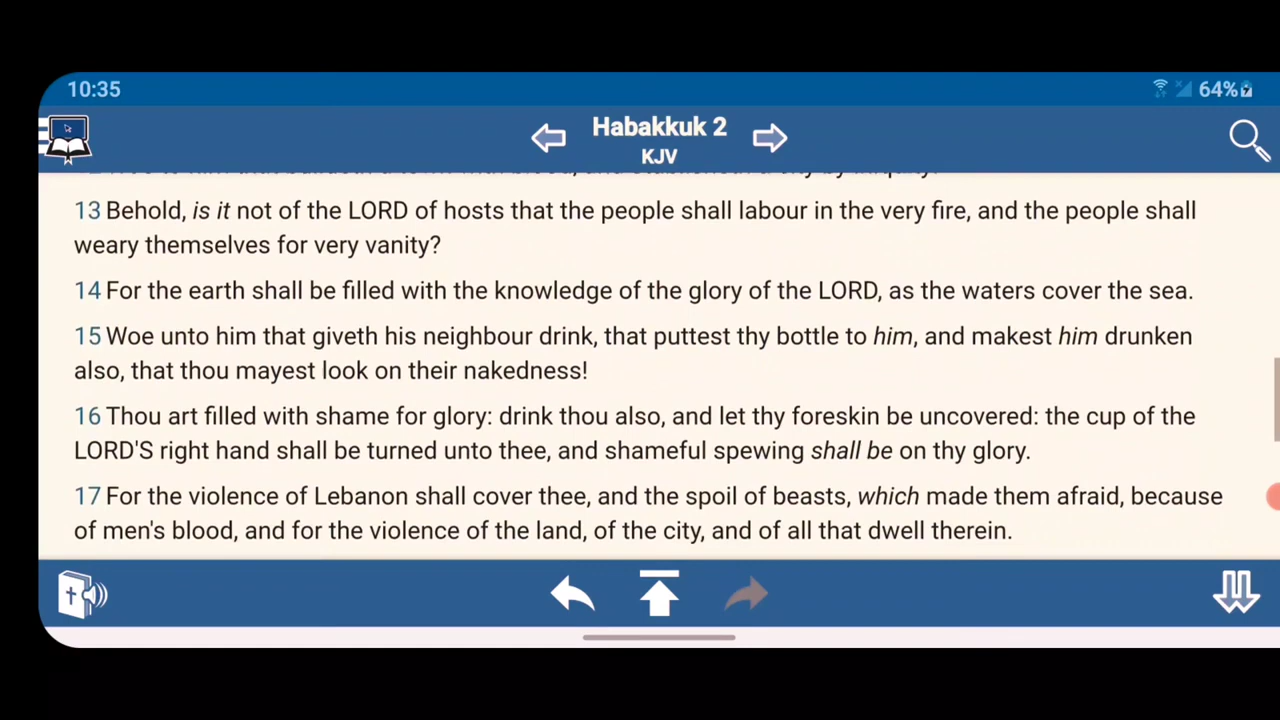 10:35
64%
Habakkuk 2
KJV
13 Behold, is it not of the LORD of hosts that the people shall labour in the very fire, and the people shall
weary themselves for very vanity?
14 For the earth shall be filled with the knowledge of the glory of the LORD, as the waters cover the sea.
15 Woe unto him that giveth his neighbour drink, that puttest thy bottle to him, and makest him drunken
also, that thou mayest look on their nakedness!
16 Thou art filled with shame for glory: drink thou also, and let thy foreskin be uncovered: the cup of the
LORD'S right hand shall be turned unto thee, and shameful spewing shall be on thy glory.
17 For the violence of Lebanon shall cover thee, and the spoil of beasts, which made them afraid, because
of men's blood, and for the violence of the land, of the city, and of all that dwell therein.